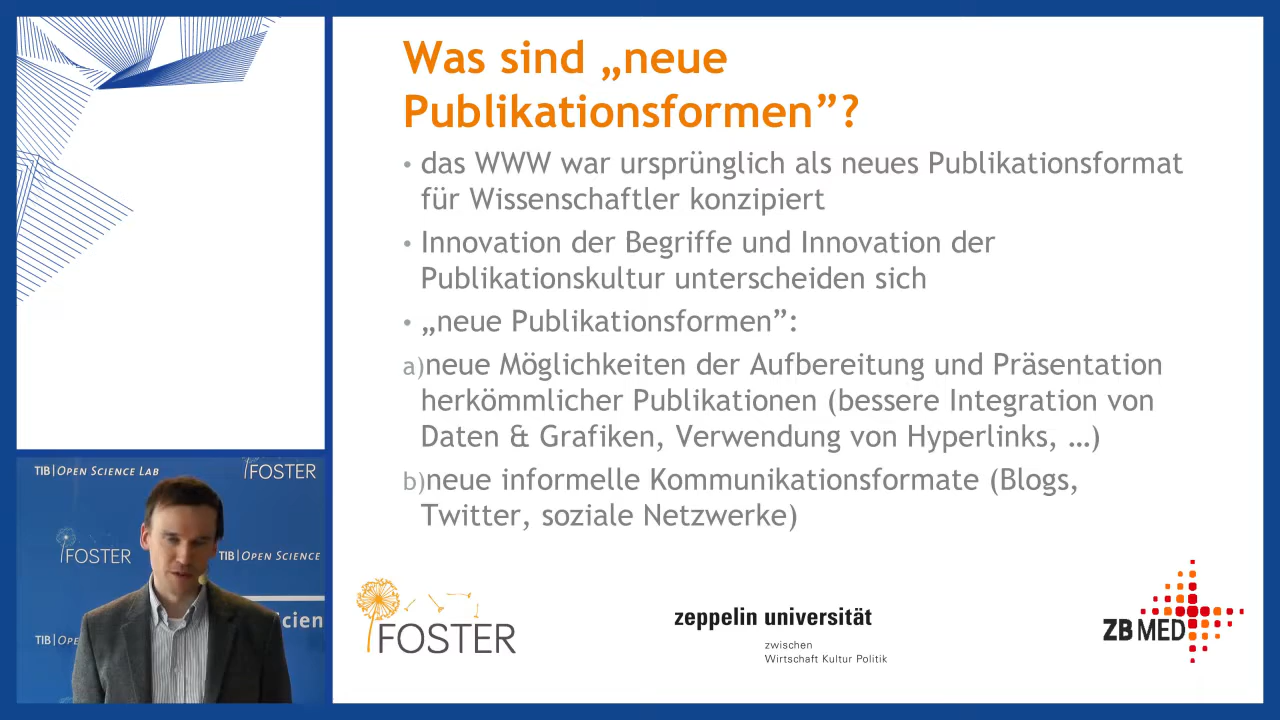 Was sind „neue
Publikationsformen”?
• das WWW war ursprünglich als neues Publikationsformat
für Wissenschaftler konzipiert
• Innovation der Begriffe und Innovation der
Publikationskultur unterscheiden sich
• „neue Publikationsformen”:
a)neue Möglichkeiten der Aufbereitung und Präsentation
herkömmlicher Publikationen (bessere Integration von
Daten & Grafiken, Verwendung von Hyperlinks, …)
b)neue informelle Kommunikationsformate (Blogs,
Twitter, soziale Netzwerke)
FOSTER
zeppelin universität
zwischen
Wirtschaft Kultur Politik
ZB MED
TIB|OPEN SCIENCE LAB
FOSTER
FOSTER
TIB|OPEN SCIENCE
cien
TIB|OP